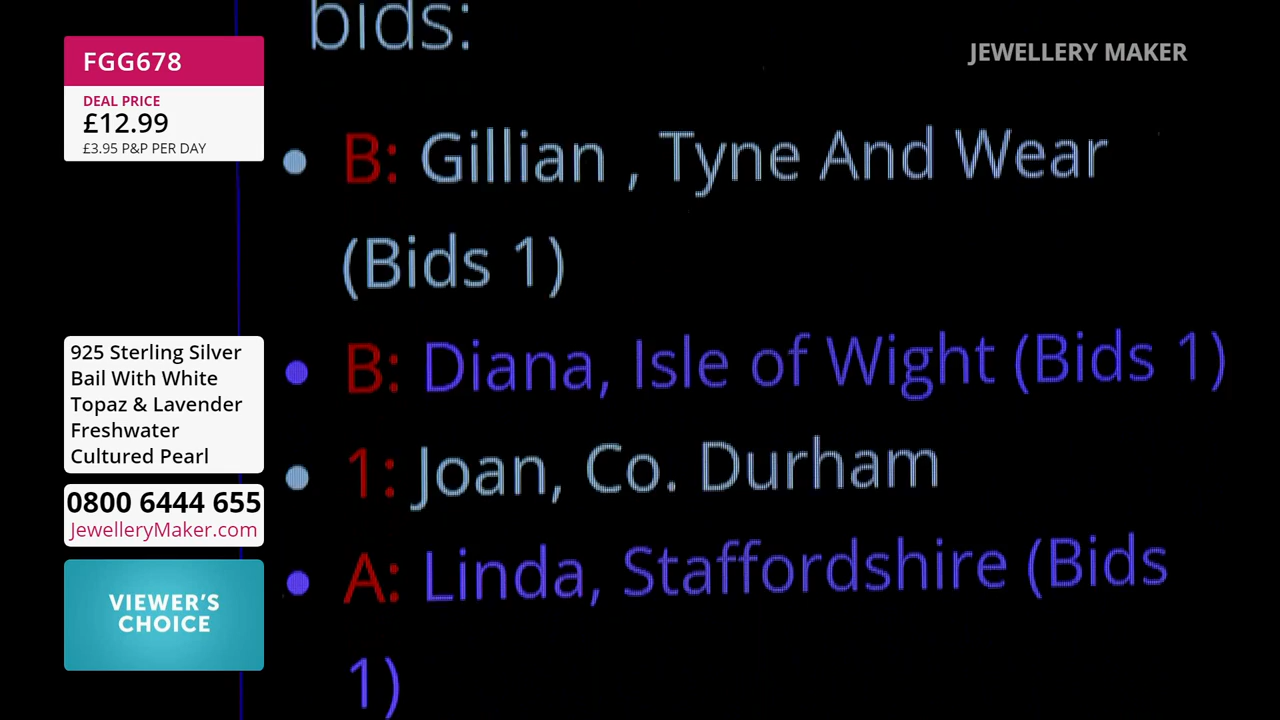 FGG678
DEAL PRICE
£12.99
£3.95 P&P PER DAY
925 Sterling Silver
Bail With White
Topaz & Lavender
Freshwater
Cultured Pearl
0800 6444 655
JewelleryMaker.com
VIEWER'S
CHOICE
JEWELLERY MAKER
bids:
• B: Gillian , Tyne And Wear
(Bids 1)
• B: Diana, Isle of Wight (Bids 1)
• 1: Joan, Co. Durham
• A: Linda, Staffordshire (Bids
1)